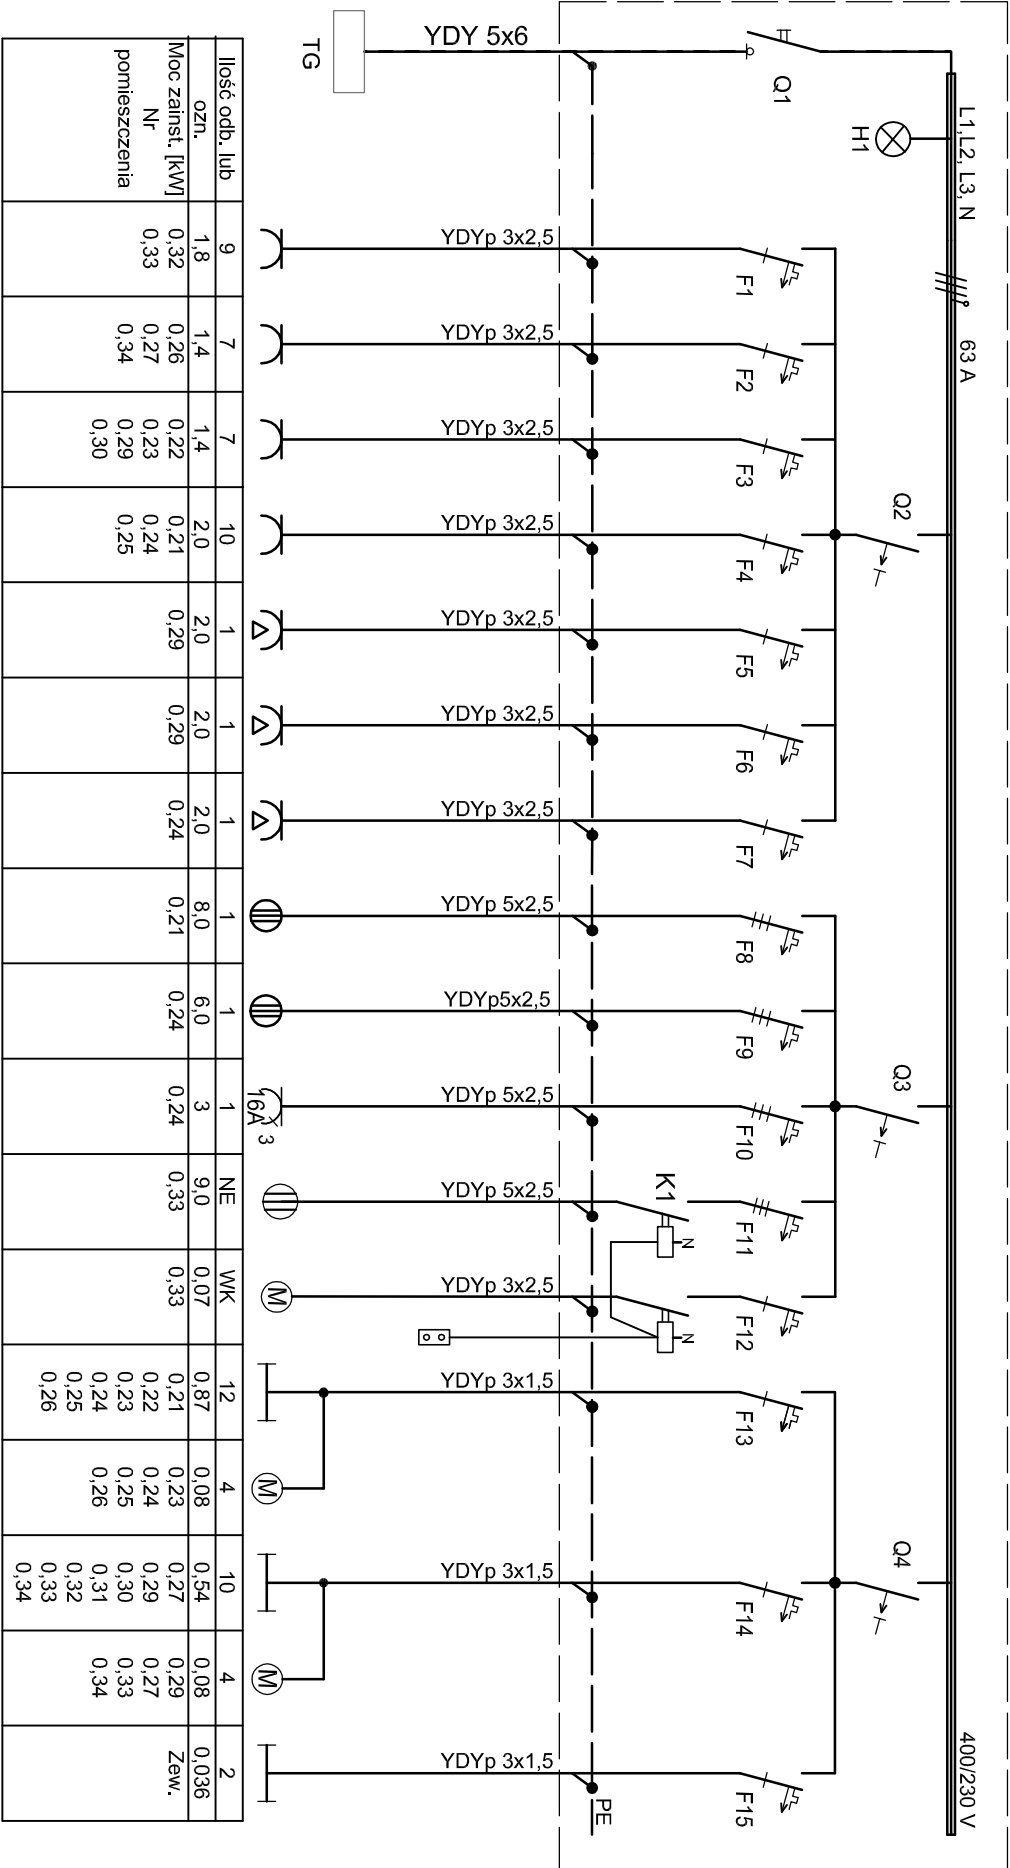 L1,L2, L3, N
63 A
400/230 V
H1
Q1
Q2
Q3
Q4
F1
F2
F3
F4
F5
F6
F7
F8
F9
F10
F11
F12
F13
F14
F15
K1
N
N
PE
YDY 5x6
YDYp 3x2,5
YDYp 3x2,5
YDYp 3x2,5
YDYp 3x2,5
YDYp 3x2,5
YDYp 3x2,5
YDYp 3x2,5
YDYp 5x2,5
YDYp5x2,5
YDYp 5x2,5
YDYp 5x2,5
YDYp 3x2,5
YDYp 3x1,5
YDYp 3x1,5
YDYp 3x1,5
TG
16A
3
M
M
M
Ilość odb. lub
ozn.
Moc zainst. [kW]
Nr
pomieszczenia
9
1,8
0,32
0,33
7
1,4
0,26
0,27
0,34
7
1,4
0,22
0,23
0,29
0,30
10
2,0
0,21
0,24
0,25
1
2,0
0,29
1
2,0
0,29
1
2,0
0,24
1
8,0
0,21
1
6,0
0,24
1
3
0,24
NE
9,0
0,33
WK
0,07
0,33
12
0,87
0,21
0,22
0,23
0,24
0,25
0,26
4
0,08
0,23
0,24
0,25
0,26
10
0,54
0,27
0,29
0,30
0,31
0,32
0,33
0,34
4
0,08
0,29
0,27
0,33
0,34
2
0,036
Zew.